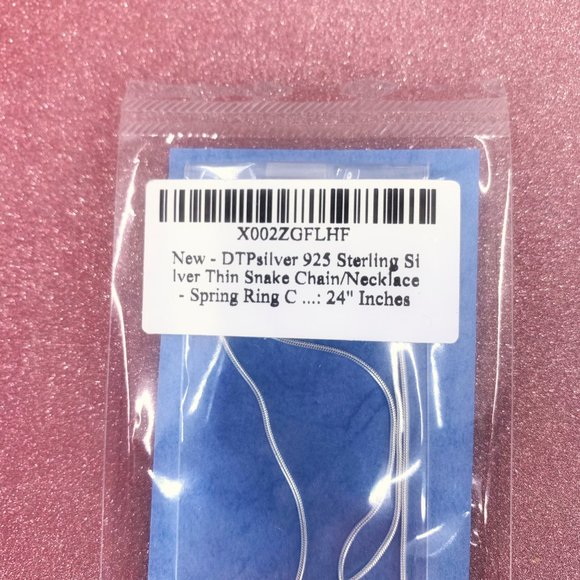 X002ZGFLHF
New - DTPsilver 925 Sterling Si
lver Thin Snake Chain/Necklace
- Spring Ring C ...: 24" Inches